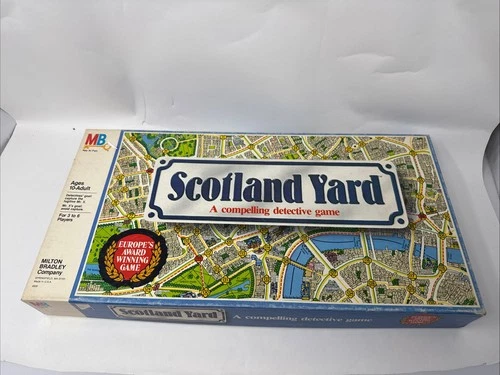 MB
Ages
10-Adult
For 3 to 6
Players
MILTON
BRADLEY
Company
Scotland Yard
A compelling detective game
EUROPE'S
AWARD
WINNING
GAME
Scotland Yard
A compelling detective game